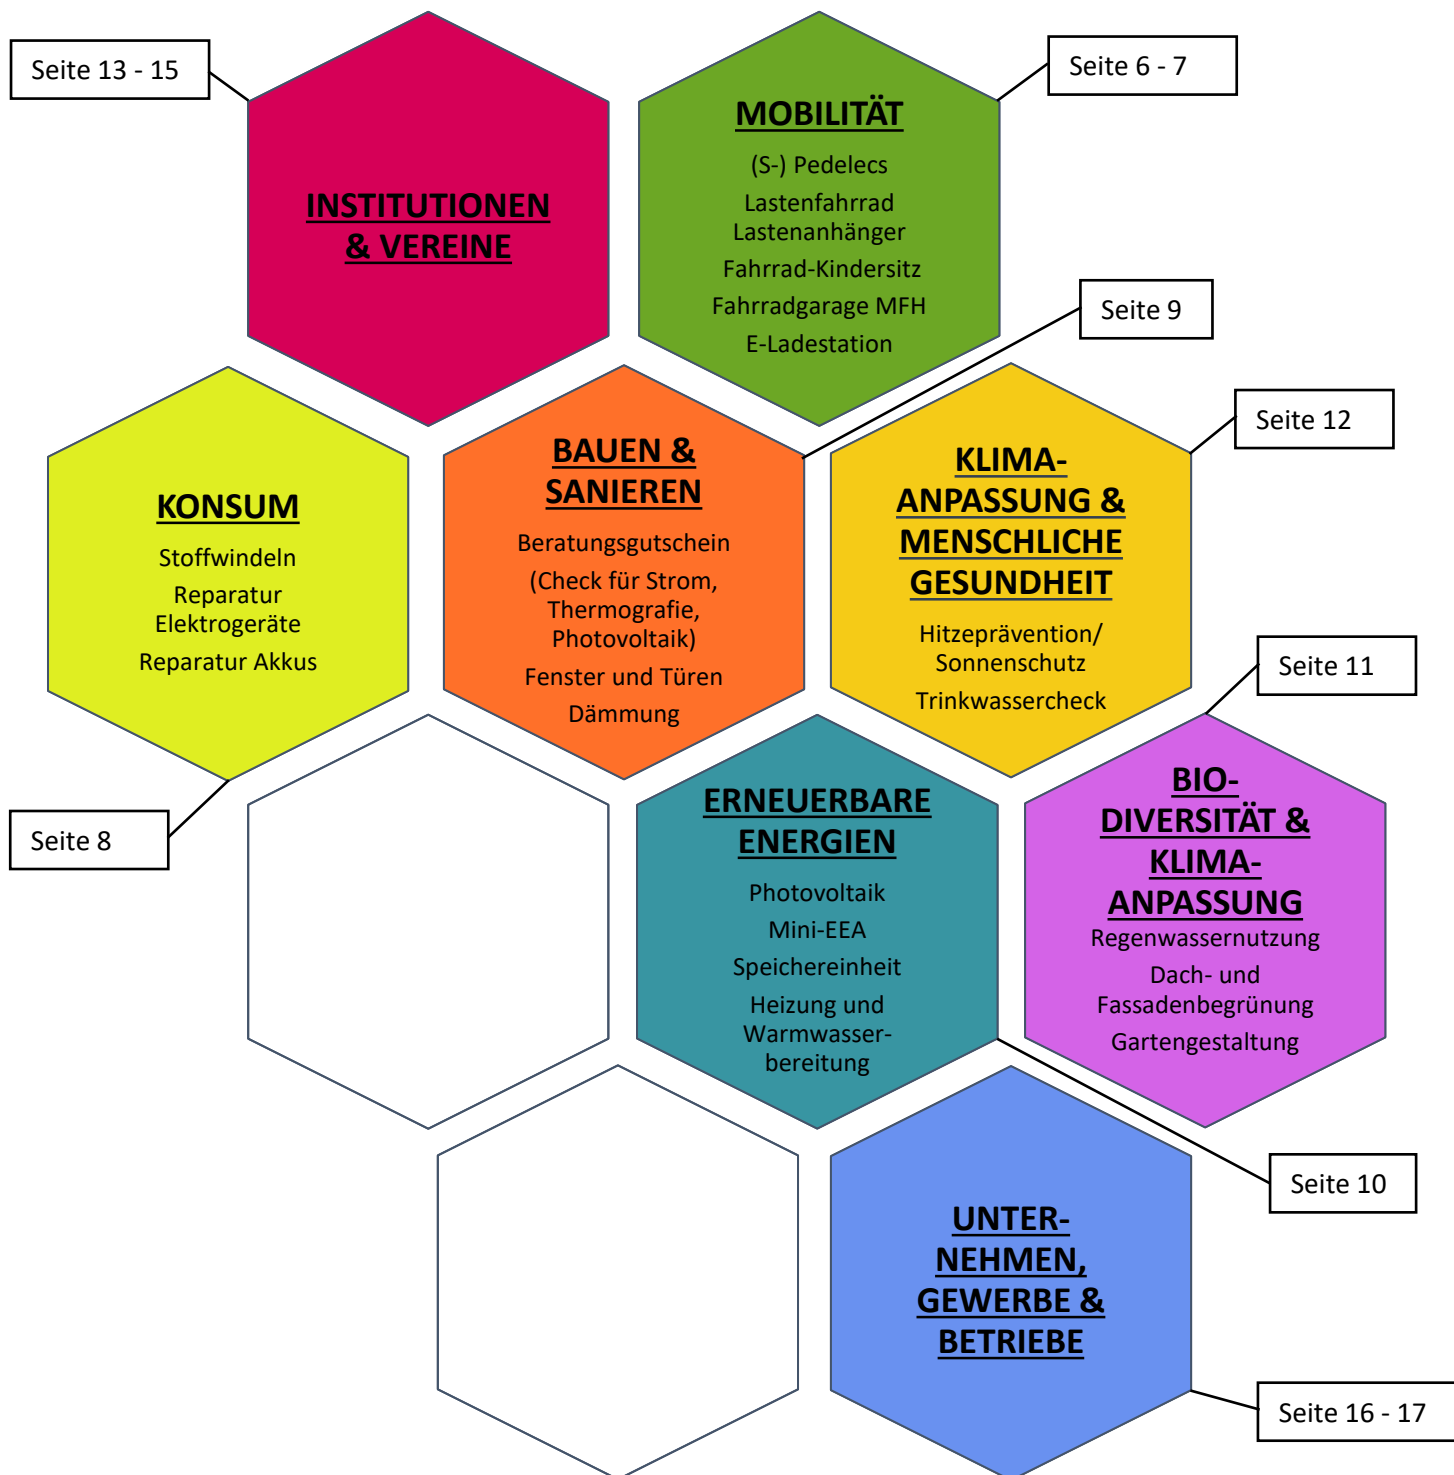 Seite 13 - 15
INSTITUTIONEN
& VEREINE
Seite 6 - 7
MOBILITÄT
(S-) Pedelecs
Lastenfahrrad
Lastenanhänger
Fahrrad-Kindersitz
Fahrradgarage MFH
E-Ladestation
KONSUM
Stoffwindeln
Reparatur
Elektrogeräte
Reparatur Akkus
Seite 8
Seite 9
BAUEN &
SANIEREN
Beratungsgutschein
(Check für Strom,
Thermografie,
Photovoltaik)
Fenster und Türen
Dämmung
Seite 12
KLIMA-
ANPASSUNG &
MENSCHLICHE
GESUNDHEIT
Hitzeprävention/
Sonnenschutz
Trinkwassercheck
ERNEUERBARE
ENERGIEN
Photovoltaik
Mini-EEA
Speichereinheit
Heizung und
Warmwasser-
bereitung
Seite 10
Seite 11
BIO-
DIVERSITÄT &
KLIMA-
ANPASSUNG
Regenwassernutzung
Dach- und
Fassadenbegrünung
Gartengestaltung
UNTER-
NEHMEN,
GEWERBE &
BETRIEBE
Seite 16 - 17